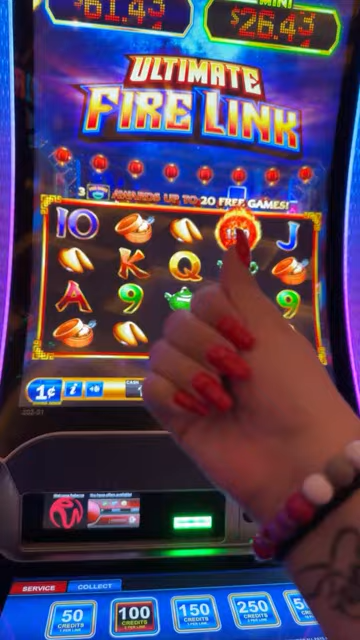 $61.43
MINI
$26.43
ULTIMATE
FIRE LINK
3 AWARDS UP TO 20 FREE GAMES!
10 J
K Q
A 9 9
1¢ i
SERVICE COLLECT
50 100 150 250
CREDITS CREDITS CREDITS CREDITS